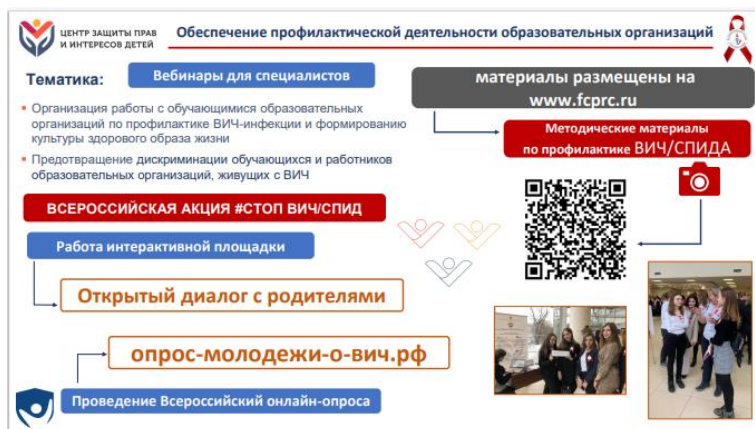 ЦЕНТР ЗАЩИТЫ ПРАВ
И ИНТЕРЕСОВ ДЕТЕЙ
Обеспечение профилактической деятельности образовательных организаций
Тематика:
Вебинары для специалистов
• Организация работы с обучающимися образовательных
организаций по профилактике ВИЧ-инфекции и формированию
культуры здорового образа жизни
• Предотвращение дискриминации обучающихся и работников
образовательных организаций, живущих с ВИЧ
материалы размещены на
www.fcprc.ru
Методические материалы
по профилактике ВИЧ/СПИДА
ВСЕРОССИЙСКАЯ АКЦИЯ #СТОП ВИЧ/СПИД
Работа интерактивной площадки
Открытый диалог с родителями
опрос-молодежи-о-вич.рф
Проведение Всероссийский онлайн-опроса